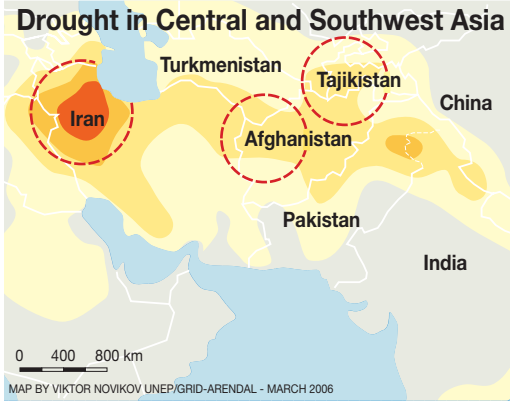 Drought in Central and Southwest Asia
Turkmenistan
Tajikistan
China
Iran
Afghanistan
Pakistan
India
0 400 800 km
MAP BY VIKTOR NOVIKOV UNEP/GRID-ARENDAL - MARCH 2006